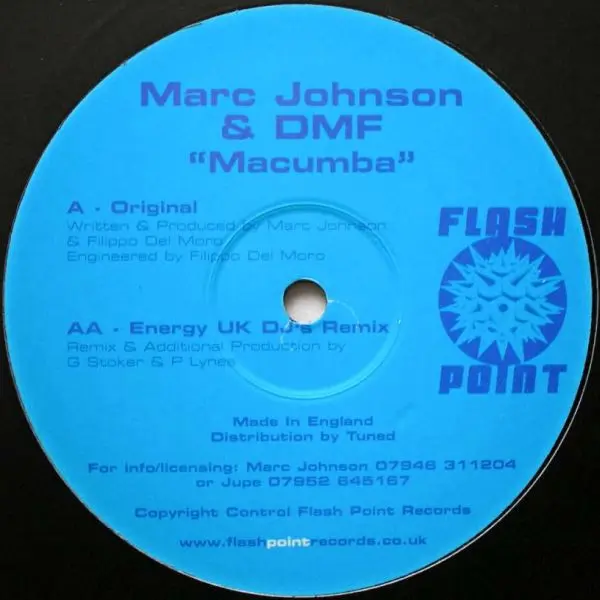 Marc Johnson
& DMF
"Macumba"
A - Original
Written & Produced by Marc Johnson
& Filippo Del Moro
Engineered by Filippo Del Moro
FLASH
POINT
AA - Energy UK DJ's Remix
Remix & Additional Production by
G Stoker & P Lynes
Made In England
Distribution by Tuned
For info/licensing: Marc Johnson 07946 311204
or Jupe 07952 645167
Copyright Control Flash Point Records
www.flashpointrecords.co.uk